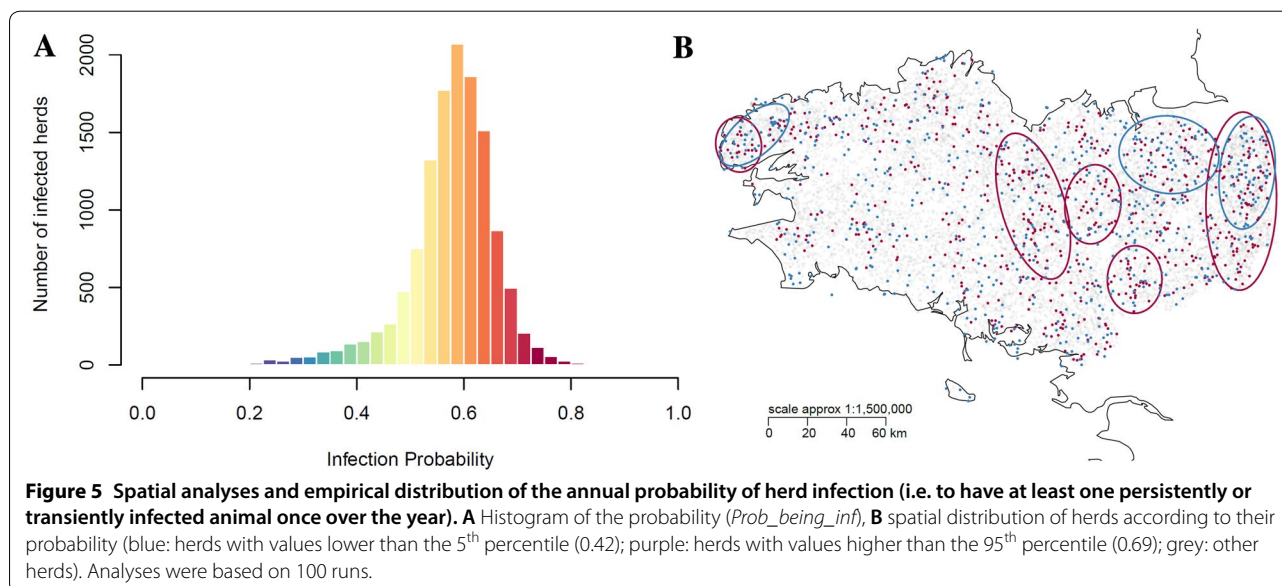 A
B
2000
1500
1000
500
0
Number of infected herds
0.0 0.2 0.4 0.6 0.8 1.0
Infection Probability
scale approx 1:1,500,000
0 20 40 60 km
Figure 5 Spatial analyses and empirical distribution of the annual probability of herd infection (i.e. to have at least one persistently or
transiently infected animal once over the year). A Histogram of the probability (Prob_being_inf), B spatial distribution of herds according to their
probability (blue: herds with values lower than the 5th percentile (0.42); purple: herds with values higher than the 95th percentile (0.69); grey: other
herds). Analyses were based on 100 runs.